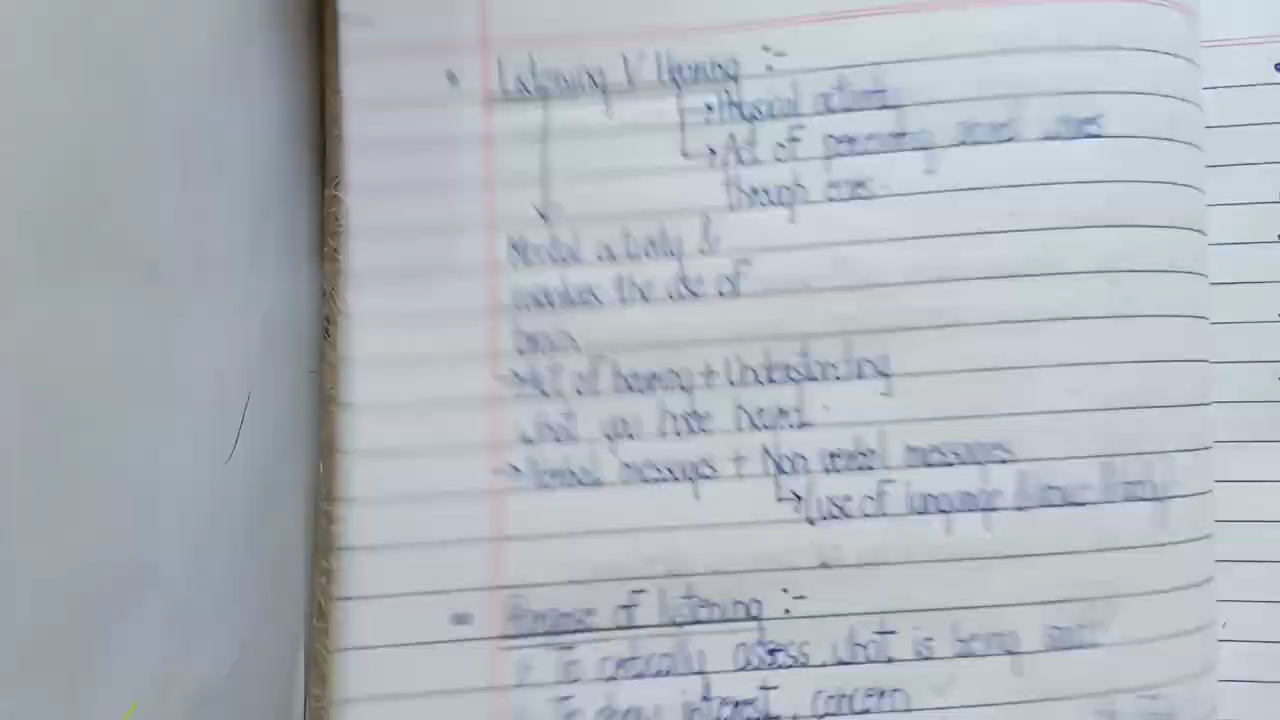 • Listening V Hearing :-
→ Physical activity
→ Act of perceiving sound waves
through ears.
Mental activity &
involves the use of
brain
→ Act of hearing + Understanding
what you have heard.
→ Verbal messages + Non verbal messages
↳ (use of language
• Purpose of listening :-
To critically assess what is being said
To show interest, concern